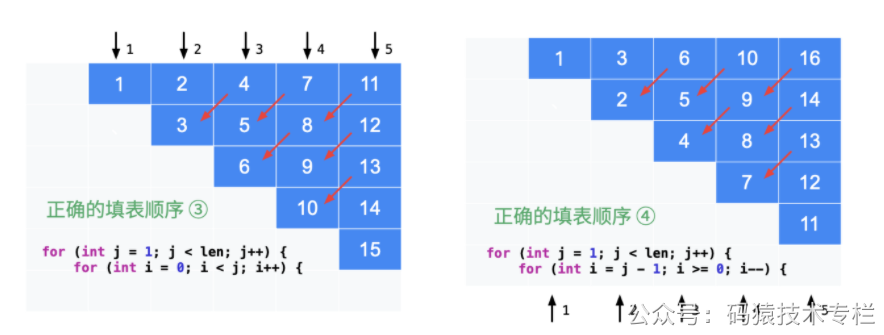 1 2 3 4 5
1 2 4 7 11
3 5 8 12
6 9 13
10 14
15
正确的填表顺序 ③
for (int j = 1; j < len; j++) {
for (int i = 0; i < j; i++) {
1 3 6 10 16
2 5 9 14
4 8 13
7 12
11
正确的填表顺序 ④
for (int j = 1; j < len; j++) {
for (int i = j - 1; i >= 0; i--) {
1 2 3 4 5
公众号：码猿技术专栏